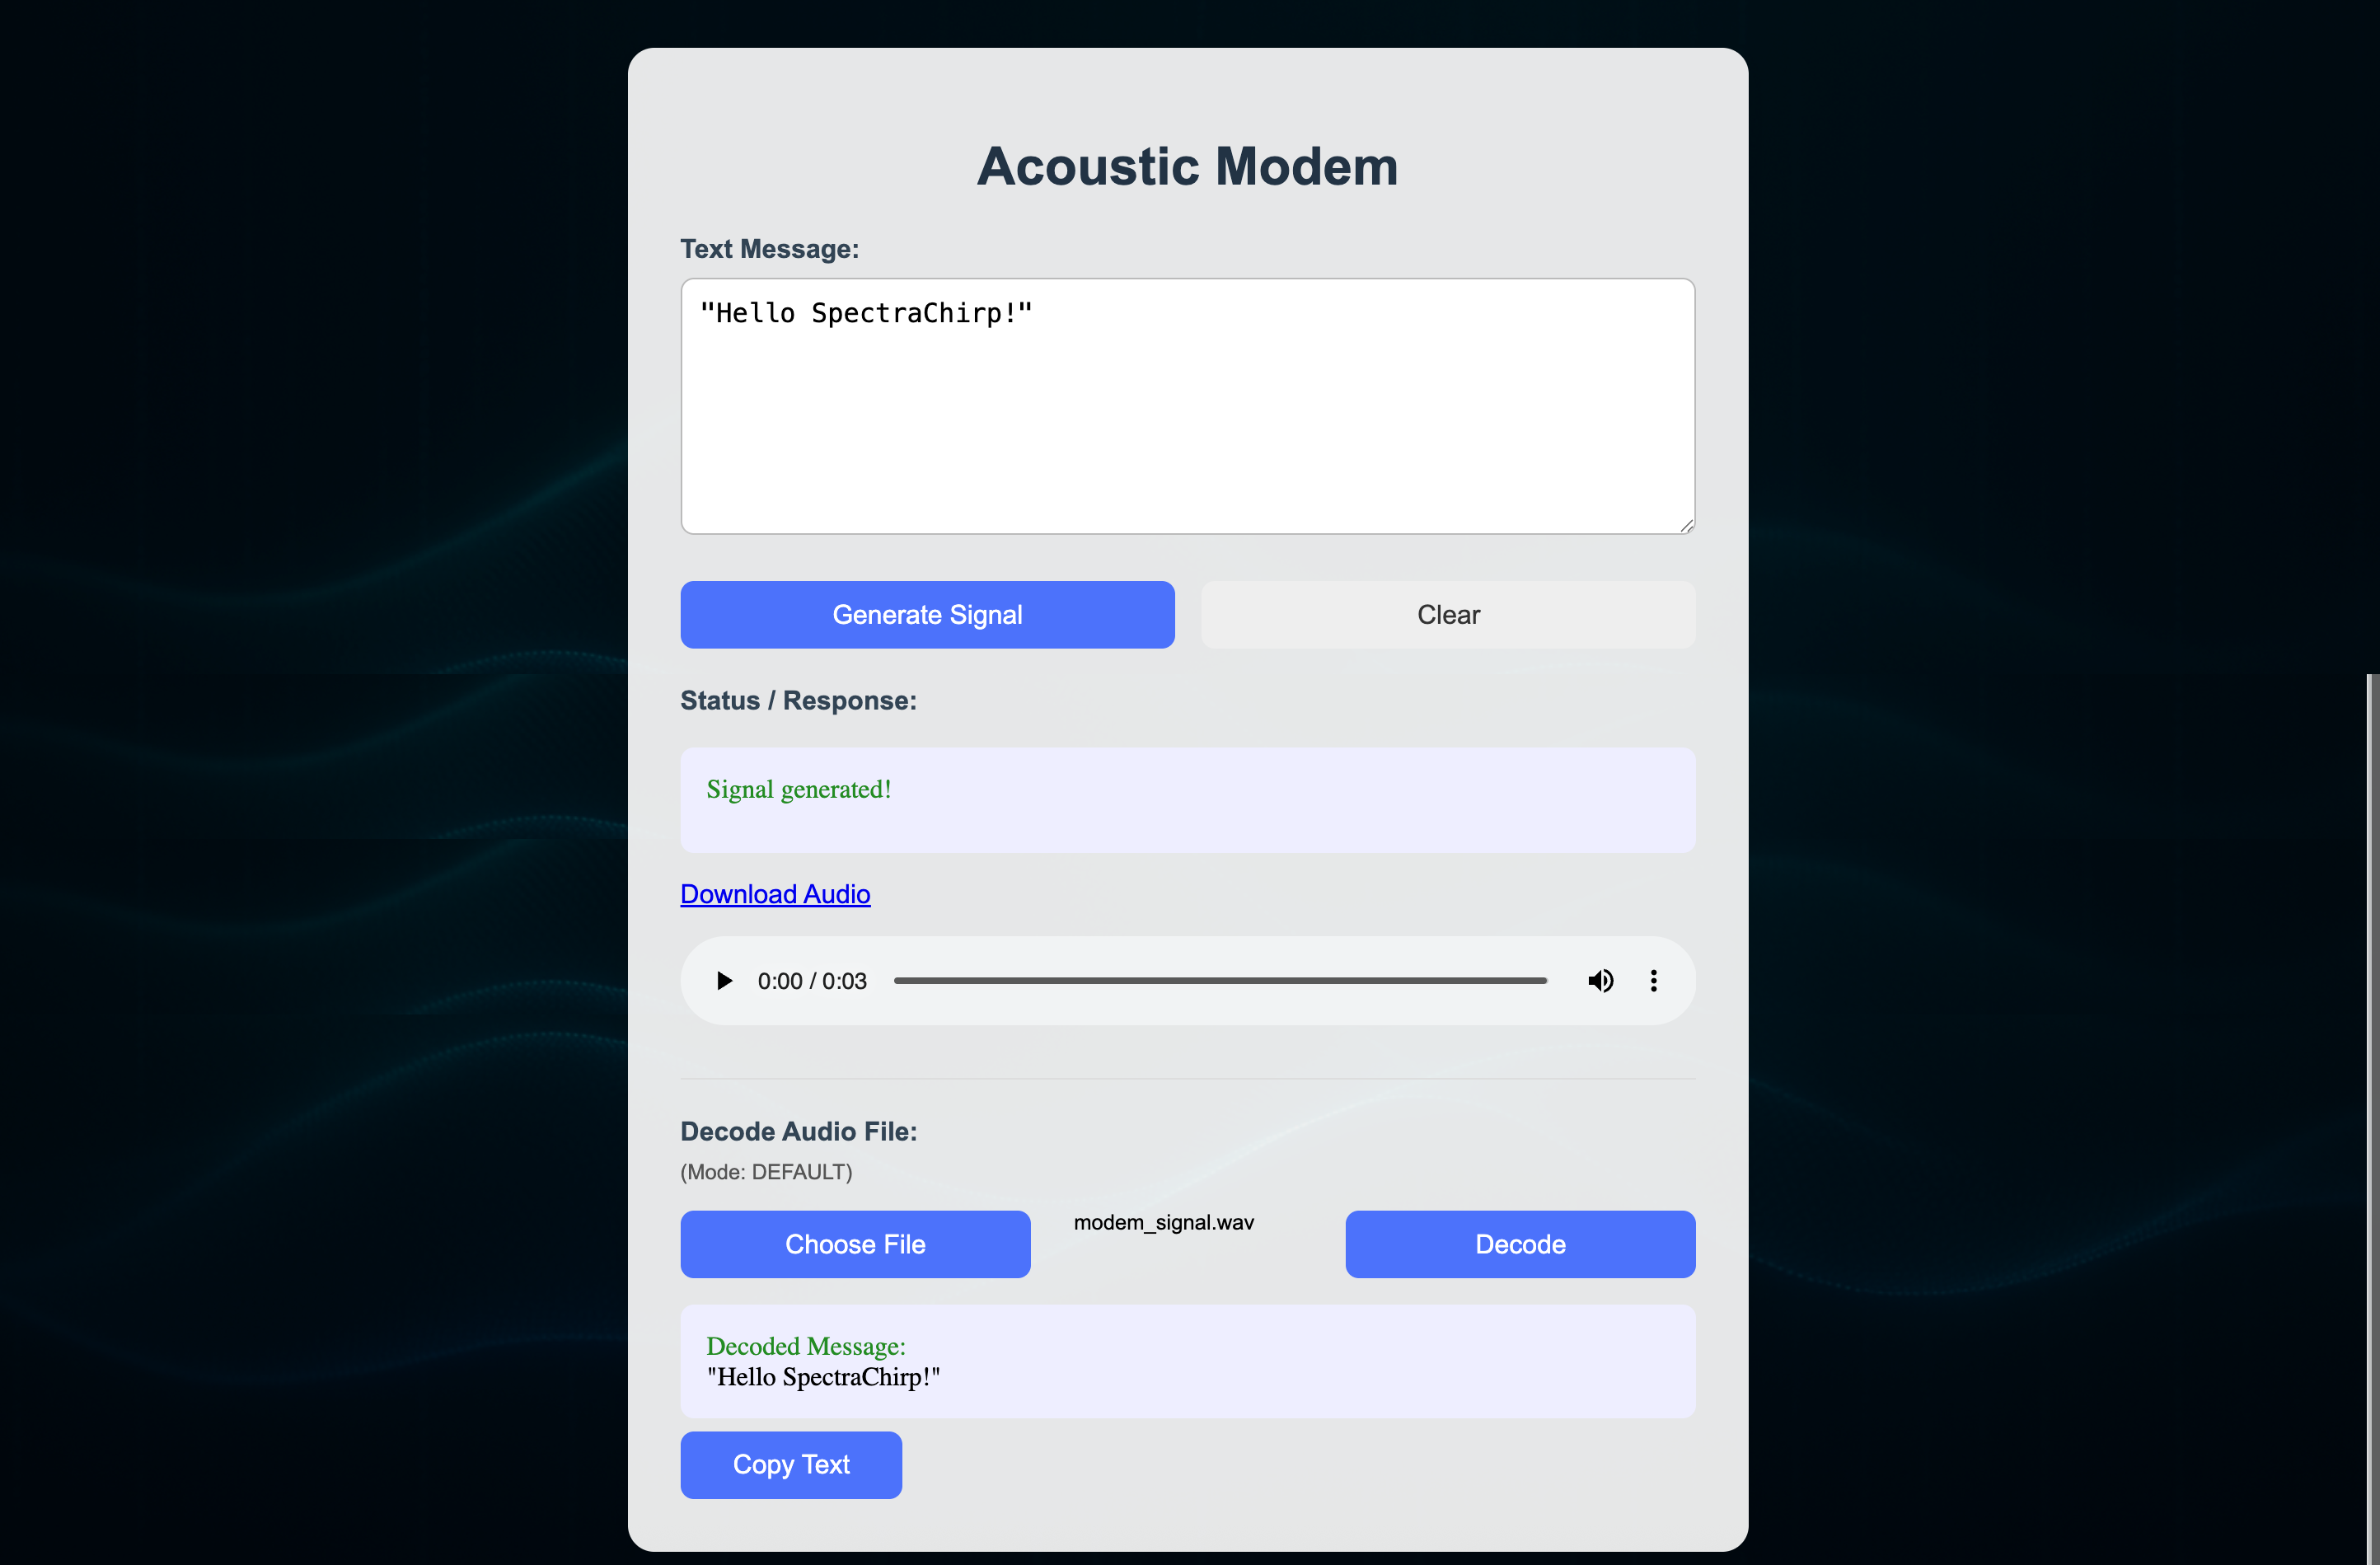 Acoustic Modem
Text Message:
"Hello SpectraChirp!"
Generate Signal
Clear
Status / Response:
Signal generated!
Download Audio
0:00 / 0:03
Decode Audio File:
(Mode: DEFAULT)
Choose File
modem_signal.wav
Decode
Decoded Message:
"Hello SpectraChirp!"
Copy Text